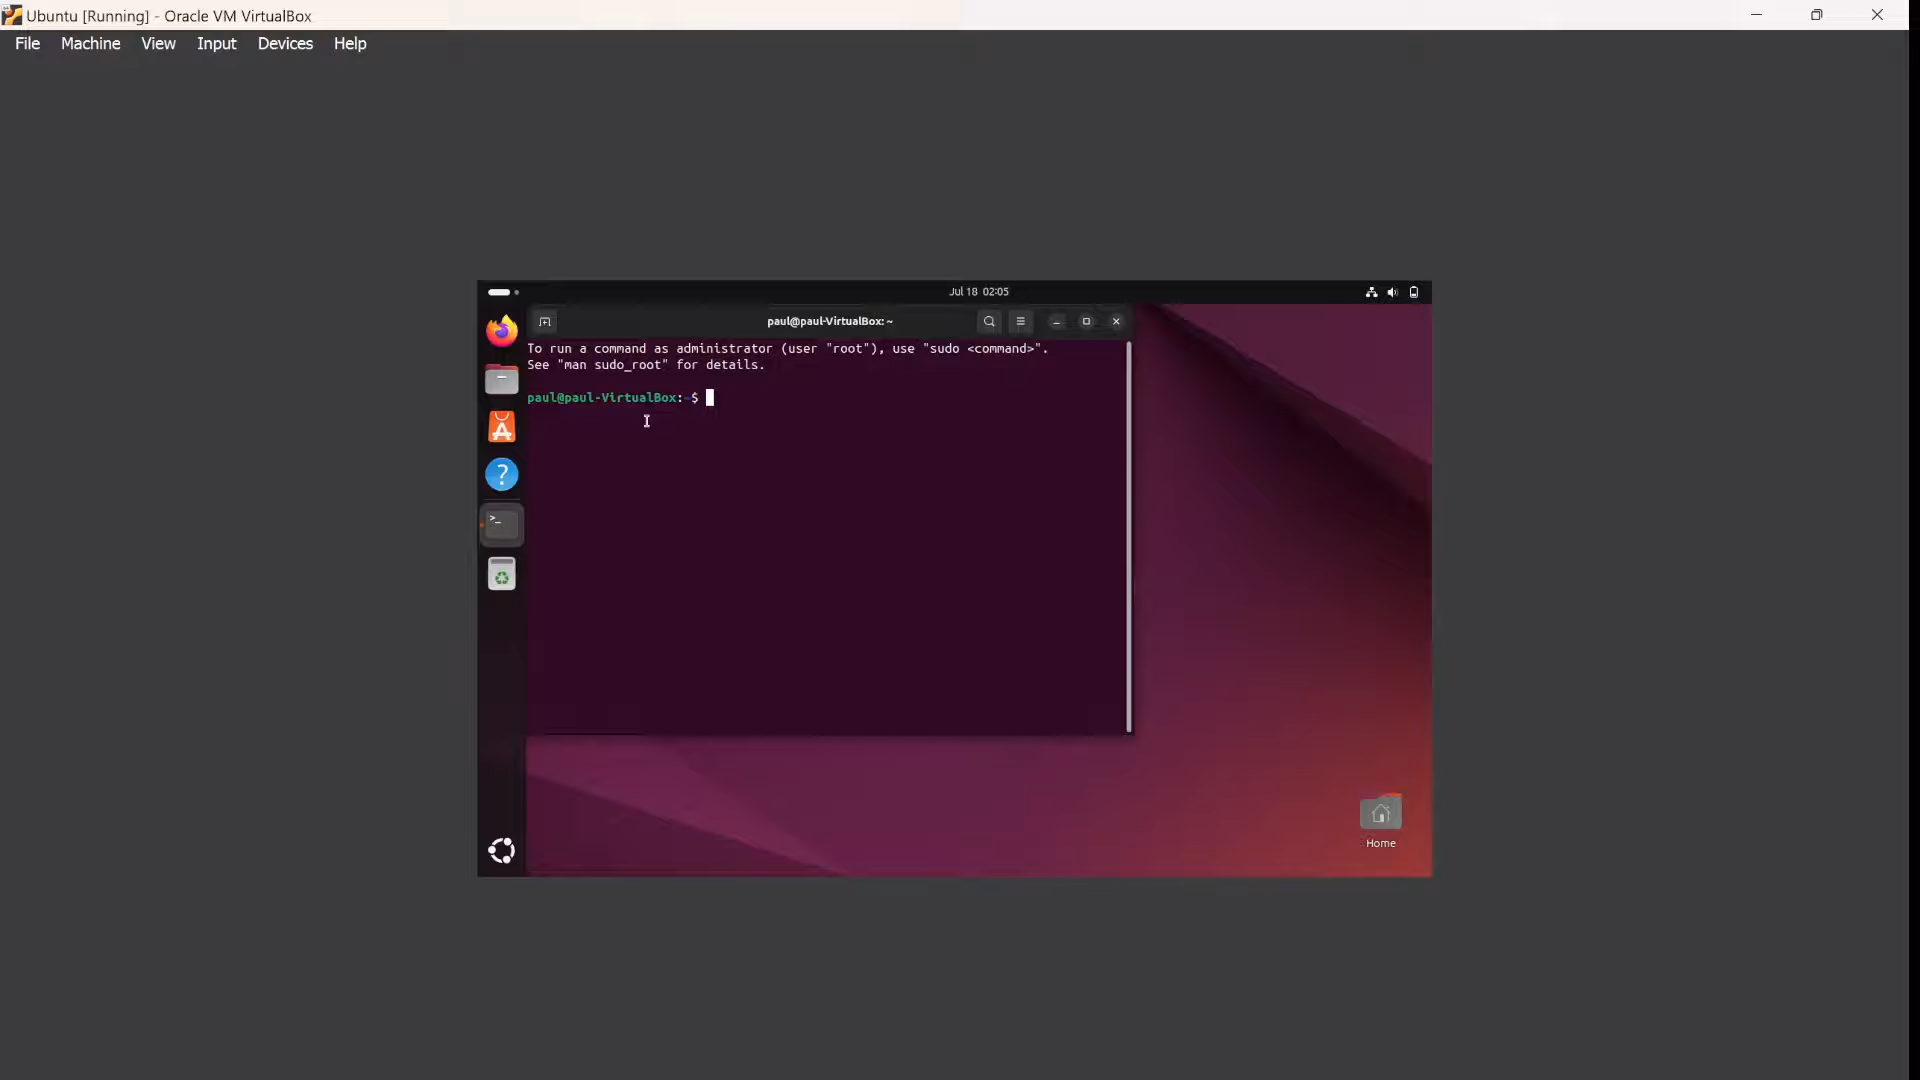 Ubuntu [Running] - Oracle VM VirtualBox
File Machine View Input Devices Help
Jul 18 02:05
paul@paul-VirtualBox: ~
To run a command as administrator (user "root"), use "sudo <command>".
See "man sudo_root" for details.
paul@paul-VirtualBox:~$
Home